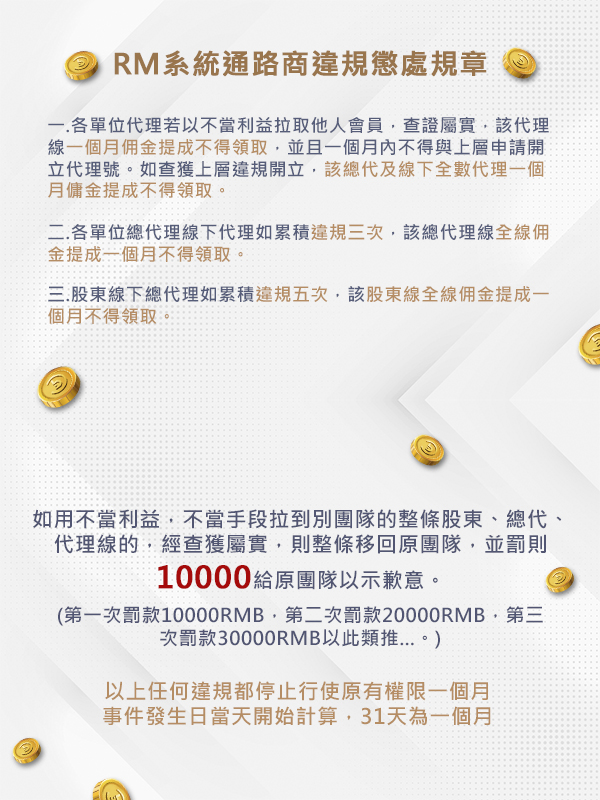 RM系統通路商違規懲處規章
一.各單位代理若以不當利益拉取他人會員，查證屬實，該代理
線一個月佣金提成不得領取，並且一個月內不得與上層申請開
立代理號。如查獲上層違規開立，該總代及線下全數代理一個
月傭金提成不得領取。
二.各單位總代理線下代理如累積違規三次，該總代理線全線佣
金提成一個月不得領取。
三.股東線下總代理如累積違規五次，該股東線全線佣金提成一
個月不得領取。
如用不當利益，不當手段拉到別團隊的整條股東、總代、
代理線的，經查獲屬實，則整條移回原團隊，並罰則
10000給原團隊以示歉意。
(第一次罰款10000RMB，第二次罰款20000RMB，第三
次罰款30000RMB以此類推...。)
以上任何違規都停止行使原有權限一個月
事件發生日當天開始計算，31天為一個月